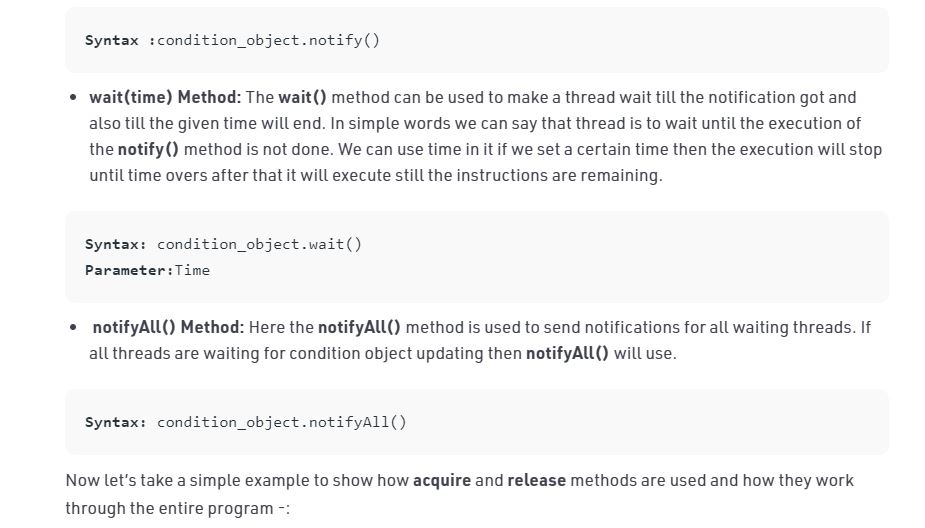 Syntax :condition_object.notify()
• wait(time) Method: The wait() method can be used to make a thread wait till the notification got and
also till the given time will end. In simple words we can say that thread is to wait until the execution of
the notify() method is not done. We can use time in it if we set a certain time then the execution will stop
until time overs after that it will execute still the instructions are remaining.
Syntax: condition_object.wait()
Parameter:Time
• notifyAll() Method: Here the notifyAll() method is used to send notifications for all waiting threads. If
all threads are waiting for condition object updating then notifyAll() will use.
Syntax: condition_object.notifyAll()
Now let's take a simple example to show how acquire and release methods are used and how they work
through the entire program -: